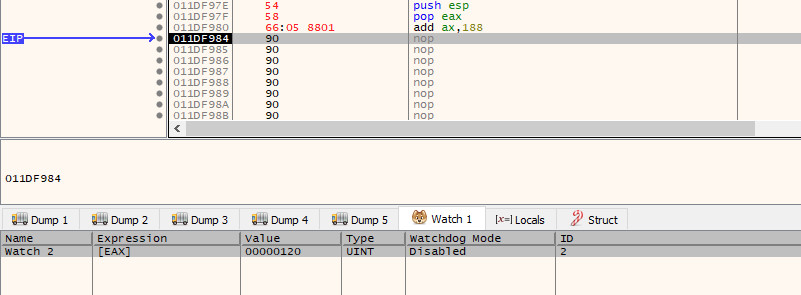 011DF97E 54 push esp
011DF97F 58 pop eax
011DF980 66:05 8801 add ax,188
EIP 011DF984 90 nop
011DF985 90 nop
011DF986 90 nop
011DF987 90 nop
011DF988 90 nop
011DF989 90 nop
011DF98A 90 nop
011DF98B 90 nop
011DF984
Dump 1 Dump 2 Dump 3 Dump 4 Dump 5 Watch 1 [x=] Locals Struct
Name Expression Value Type Watchdog Mode ID
Watch 2 [EAX] 00000120 UINT Disabled 2